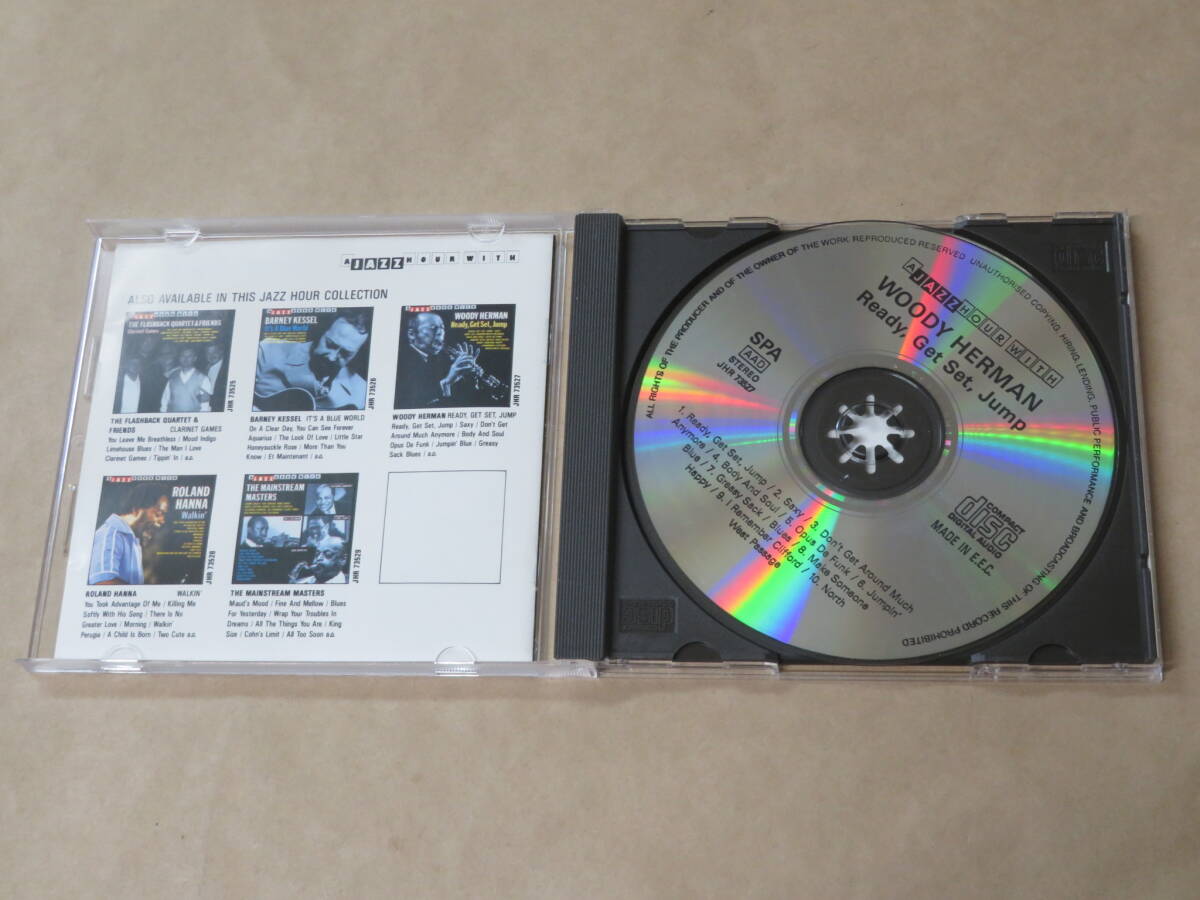 A JAZZ HOUR WITH
ALSO AVAILABLE IN THIS JAZZ HOUR COLLECTION
THE FLASHBACK QUARTET & FRIENDS
Clarinet Games
JHR 73525
THE FLASHBACK QUARTET &
FRIENDS CLARINET GAMES
You Leave Me Breathless / Mood Indigo
Limehouse Blues / The Man I Love
Clarinet Games / Tippin' In / a.o.
BARNEY KESSEL
It's A Blue World
JHR 73526
BARNEY KESSEL IT'S A BLUE WORLD
On A Clear Day, You Can See Forever
Aquarius / The Look Of Love / Little Star
Honeysuckle Rose / More Than You
Know / Et Maintenant / a.o.
WOODY HERMAN
Ready, Get Set, Jump
JHR 73527
WOODY HERMAN READY, GET SET, JUMP
Ready, Get Set, Jump / Saxy / Don't Get
Around Much Anymore / Body And Soul
Opus De Funk / Jumpin' Blue / Greasy
Sack Blues / a.o.
ROLAND
HANNA
Walkin'
JHR 73528
ROLAND HANNA WALKIN'
You Took Advantage Of Me / Killing Me
Softly With His Song / There Is No
Greater Love / Morning / Walkin'
Perugia / A Child Is Born / Two Cute a.o.
THE MAINSTREAM
MASTERS
JHR 73529
THE MAINSTREAM MASTERS
Maud's Mood / Fine And Mellow / Blues
For Yesterday / Wrap Your Troubles In
Dreams / All The Things You Are / King
Size / Cohn's Limit / All Too Soon a.o.
ALL RIGHTS OF THE PRODUCER AND OF THE OWNER OF THE WORK REPRODUCED RESERVED. UNAUTHORISED COPYING, HIRING, LENDING, PUBLIC PERFORMANCE AND BROADCASTING OF THIS RECORD PROHIBITED
A JAZZ HOUR WITH
WOODY HERMAN
Ready, Get Set, Jump
SPA
AAD
STEREO
JHR 73527
1. Ready, Get Set, Jump / 2. Saxy / 3. Don't Get Around Much
Anymore / 4. Body And Soul / 5. Opus De Funk / 6. Jumpin'
Blue / 7. Greasy Sack / Blues / 8. Make Someone
Happy / 9. I Remember Clifford / 10. North
West Passage
COMPACT
disc
DIGITAL AUDIO
MADE IN E.E.C.